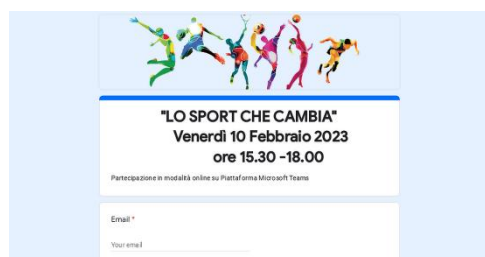 "LO SPORT CHE CAMBIA"
Venerdì 10 Febbraio 2023
ore 15.30 -18.00
Partecipazione in modalità online su Piattaforma Microsoft Teams
Email *
Your email